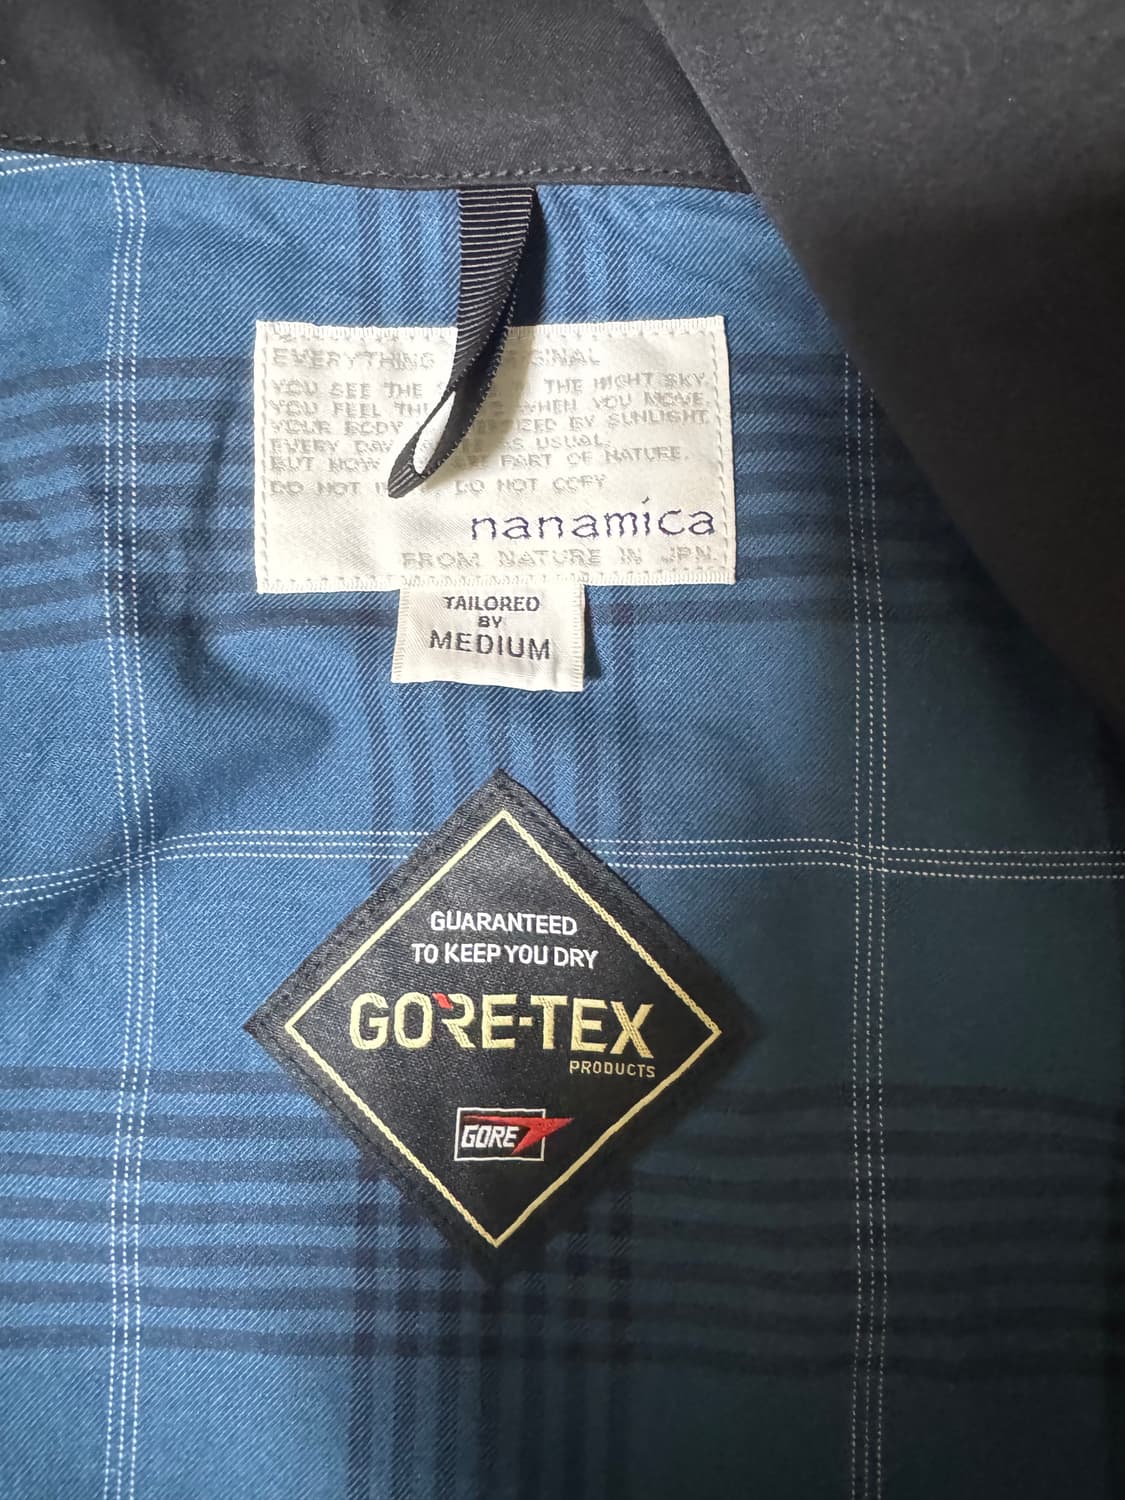 EVERYTHING GINAL
YOU SEE THE THE NIGHT SKY.
YOU FEEL THE WHEN YOU MOVE.
YOUR BODY IZED BY SUNLIGHT.
EVERY DAY AS USUAL.
BUT NOW PART OF NATURE.
DO NOT DO NOT COPY
nanamica
FROM NATURE IN JPN.
TAILORED
BY
MEDIUM
GUARANTEED
TO KEEP YOU DRY
GORE-TEX
PRODUCTS
GORE